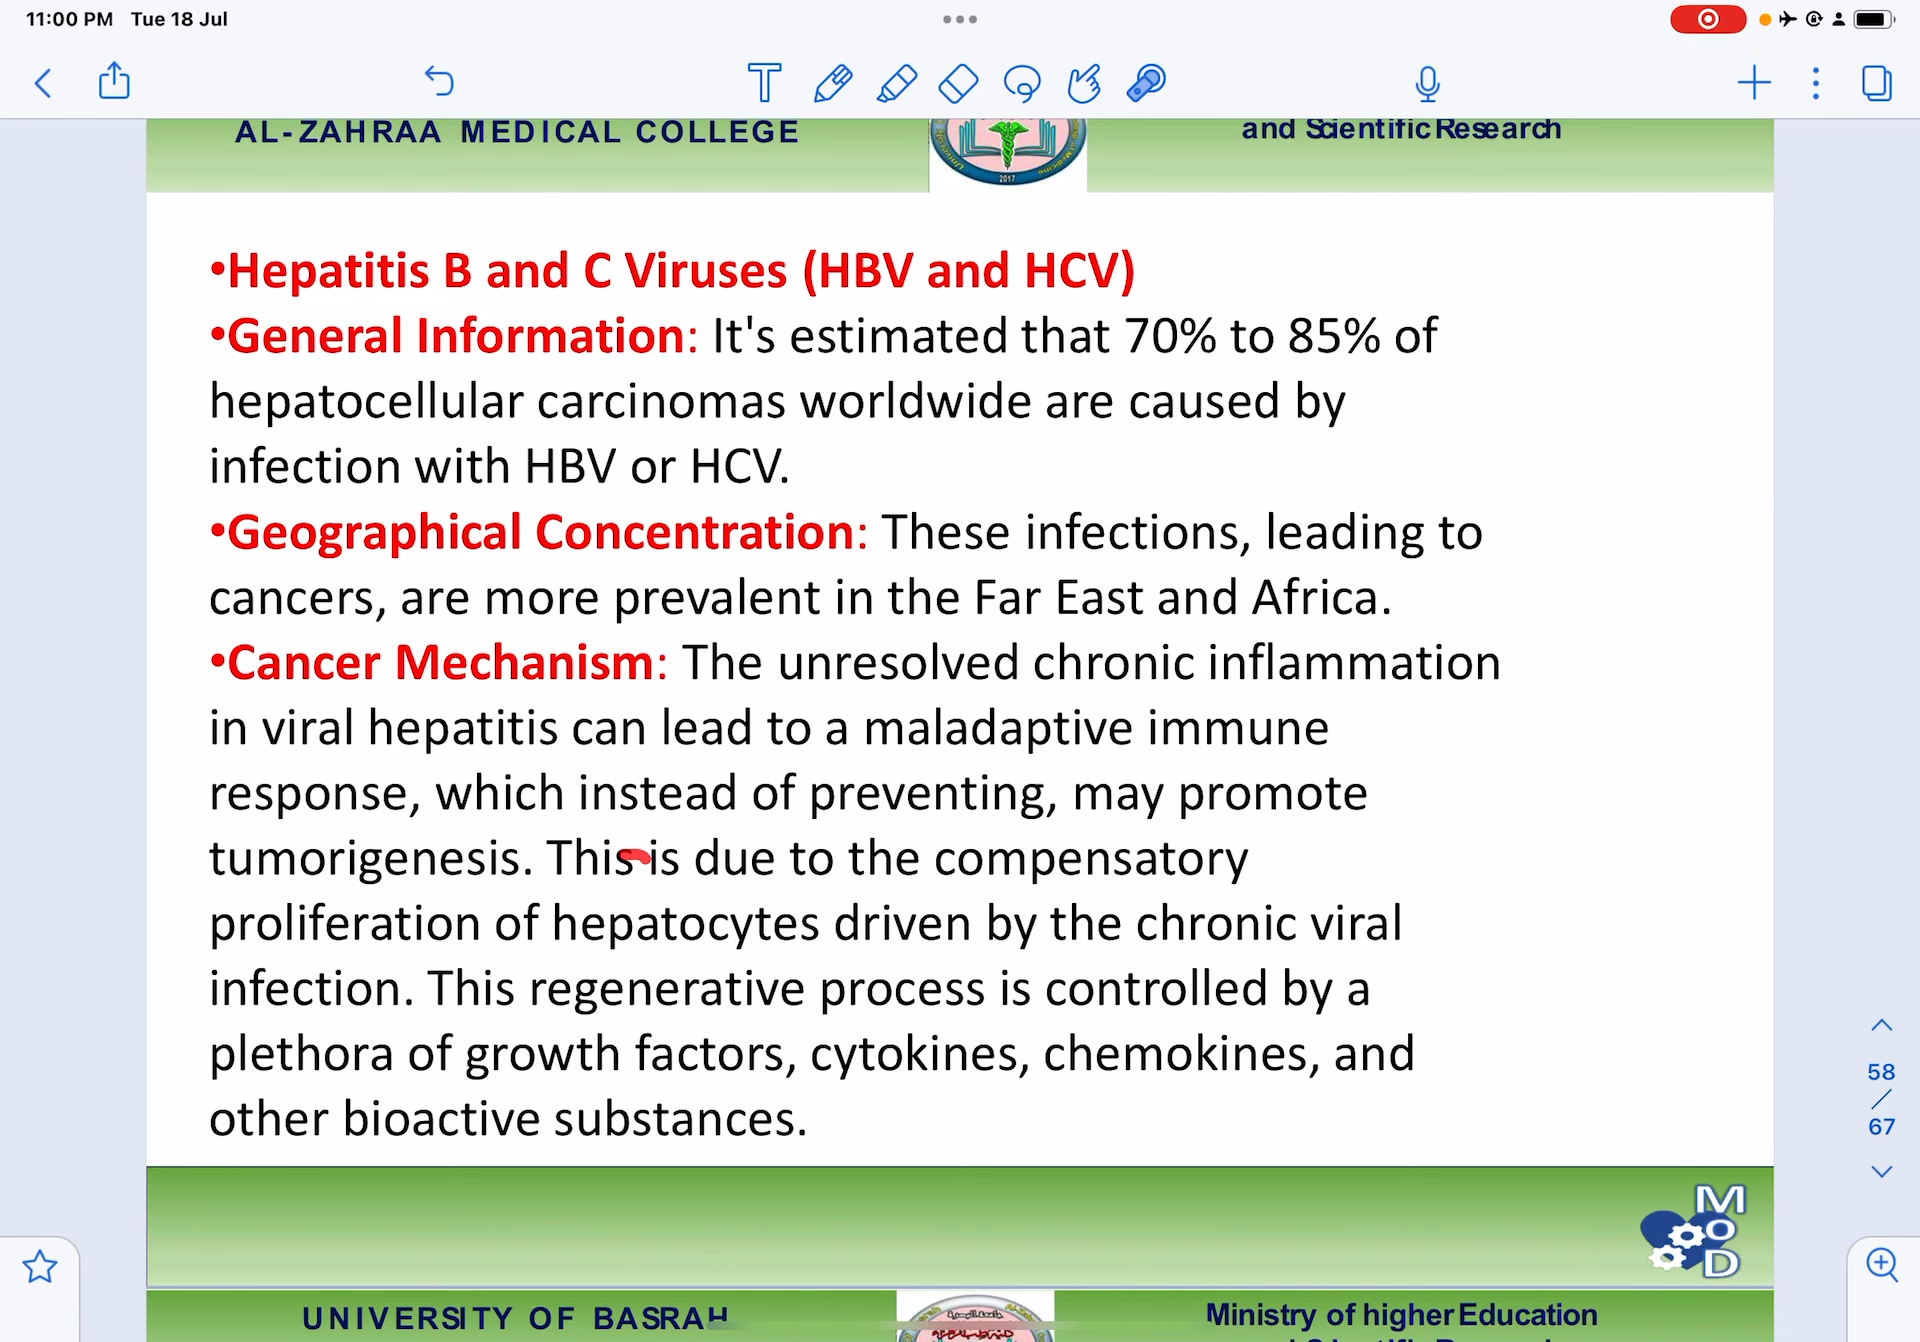 11:00 PM Tue 18 Jul
AL-ZAHRAA MEDICAL COLLEGE
and Scientific Research
2017
•Hepatitis B and C Viruses (HBV and HCV)
•General Information: It's estimated that 70% to 85% of
hepatocellular carcinomas worldwide are caused by
infection with HBV or HCV.
•Geographical Concentration: These infections, leading to
cancers, are more prevalent in the Far East and Africa.
•Cancer Mechanism: The unresolved chronic inflammation
in viral hepatitis can lead to a maladaptive immune
response, which instead of preventing, may promote
tumorigenesis. This is due to the compensatory
proliferation of hepatocytes driven by the chronic viral
infection. This regenerative process is controlled by a
plethora of growth factors, cytokines, chemokines, and
other bioactive substances.
58
/
67
MOD
UNIVERSITY OF BASRAH
Ministry of higher Education